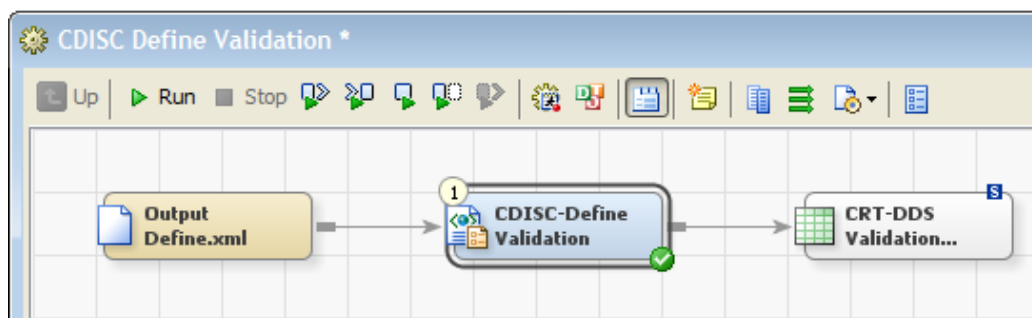 CDISC Define Validation *
Up Run Stop
1
Output
Define.xml
CDISC-Define
Validation
S
CRT-DDS
Validation...